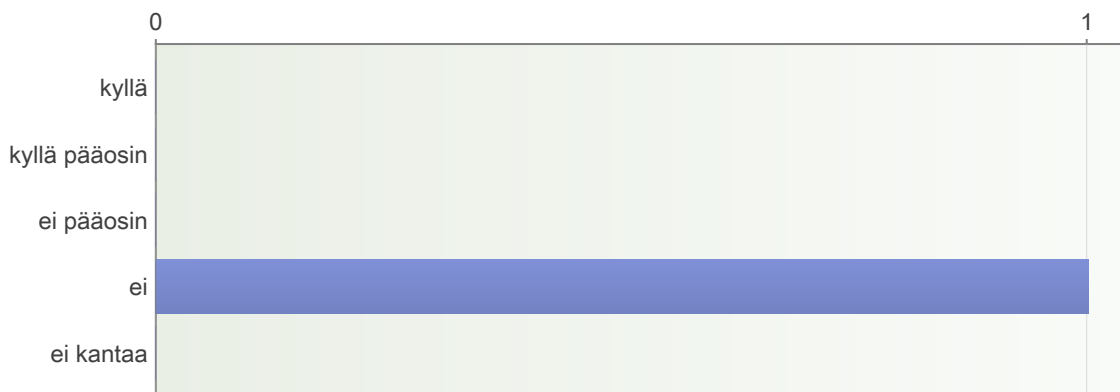 0 1
kyllä
kyllä pääosin
ei pääosin
ei
ei kantaa